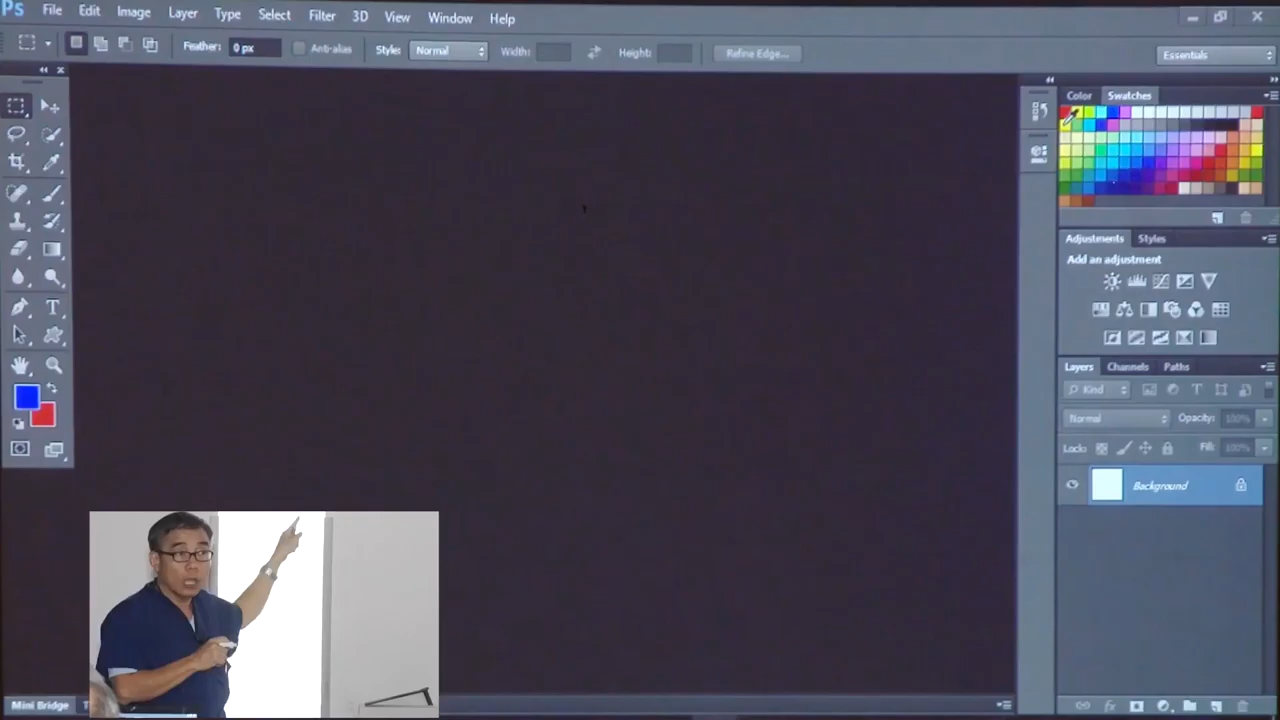 Ps File Edit Image Layer Type Select Filter 3D View Window Help
Feather: 0 px Anti-alias Style: Normal Width: Height: Refine Edge... Essentials
Color Swatches
Adjustments Styles
Add an adjustment
Layers Channels Paths
Kind
Normal Opacity: 100%
Lock: Fill: 100%
Background
Mini Bridge